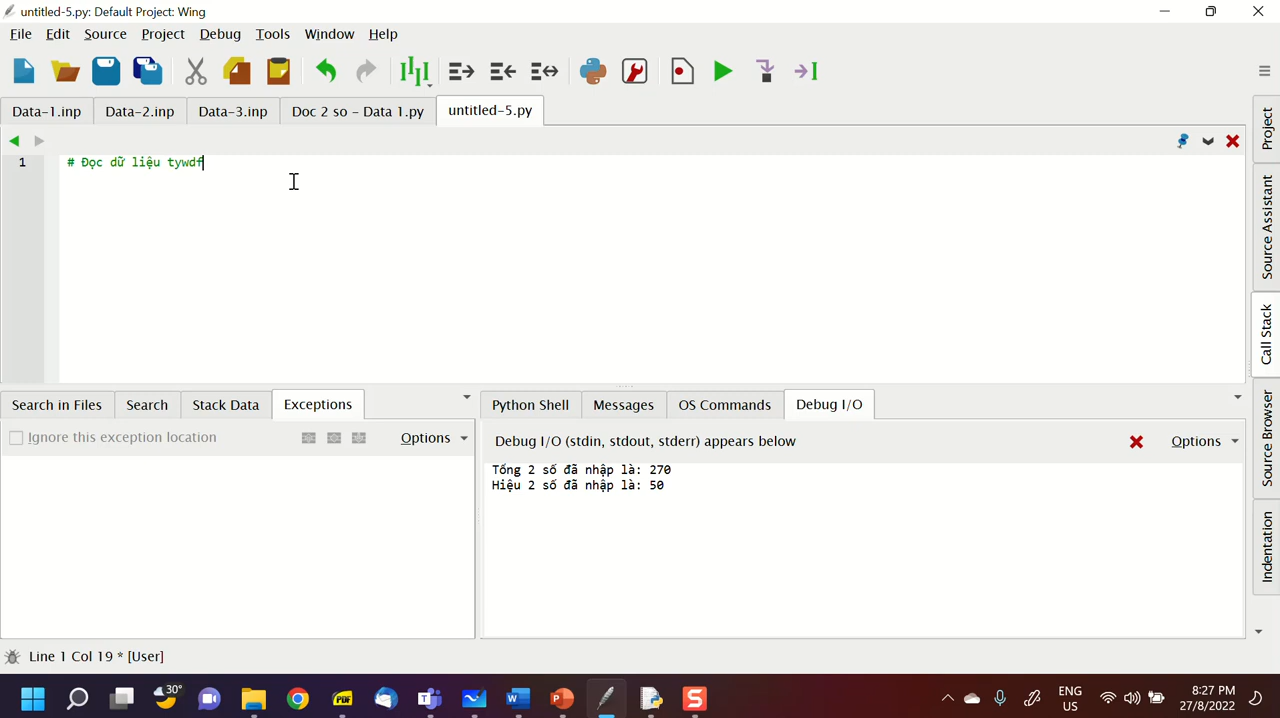 untitled-5.py: Default Project: Wing
File Edit Source Project Debug Tools Window Help
Data-1.inp Data-2.inp Data-3.inp Doc 2 so - Data 1.py untitled-5.py
1 # Đọc dữ liệu tywdf
Project
Source Assistant
Call Stack
Source Browser
Indentation
Search in Files Search Stack Data Exceptions
Ignore this exception location Options
Python Shell Messages OS Commands Debug I/O
Debug I/O (stdin, stdout, stderr) appears below Options
Tổng 2 số đã nhập là: 270
Hiệu 2 số đã nhập là: 50
Line 1 Col 19 * [User]
30°
PDF
ENG
US
8:27 PM
27/8/2022